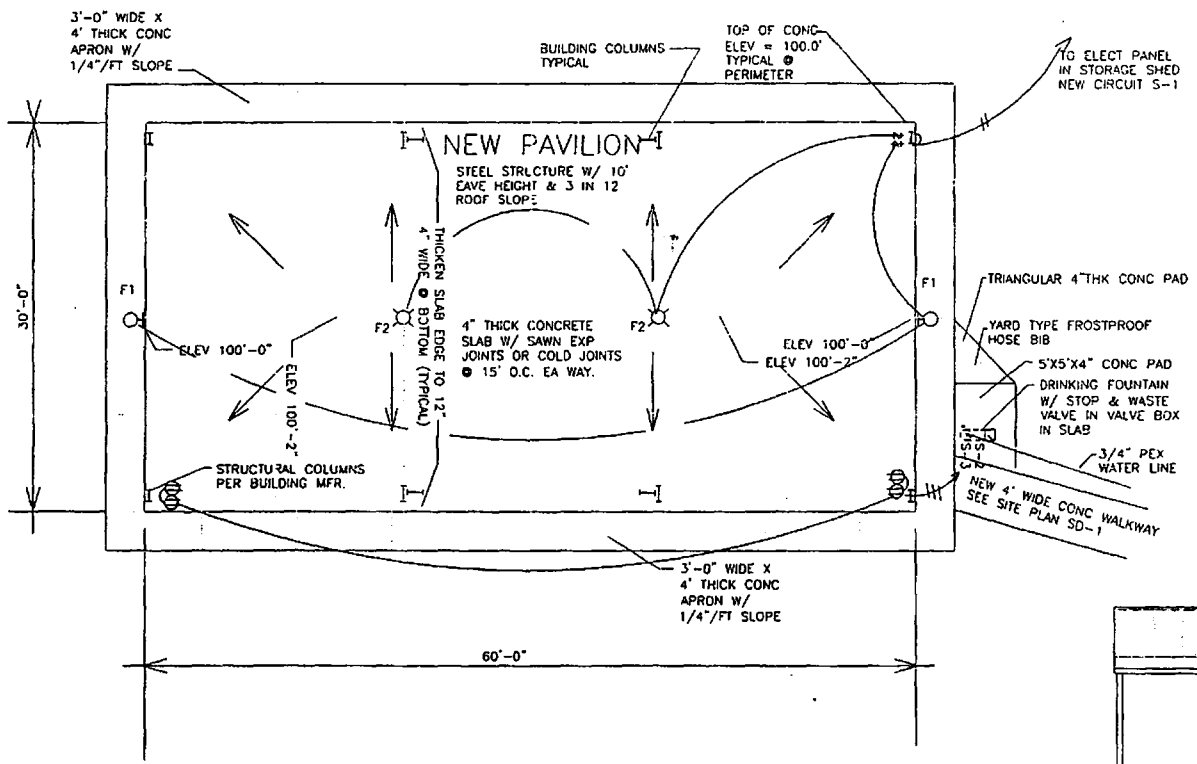 3'-0" WIDE X
4' THICK CONC
APRON W/
1/4"/FT SLOPE
BUILDING COLUMNS
TYPICAL
TOP OF CONC
ELEV = 100.0'
TYPICAL @
PERIMETER
TO ELECT PANEL
IN STORAGE SHED
NEW CIRCUIT S-1
NEW PAVILION
STEEL STRUCTURE W/ 10'
EAVE HEIGHT & 3 IN 12
ROOF SLOPE
30'-0"
THICKEN SLAB EDGE TO 12"
4" WIDE @ BOTTOM (TYPICAL)
F1
F2
4" THICK CONCRETE
SLAB W/ SAWN EXP
JOINTS OR COLD JOINTS
@ 15' O.C. EA WAY.
F2
F1
ELEV 100'-0"
ELEV 100'-2"
ELEV 100'-0"
ELEV 100'-2"
TRIANGULAR 4"THK CONC PAD
YARD TYPE FROSTPROOF
HOSE BIB
5'X5'X4" CONC PAD
DRINKING FOUNTAIN
W/ STOP & WASTE
VALVE IN VALVE BOX
IN SLAB
S-2
S-3
3/4" PEX
WATER LINE
NEW 4' WIDE CONC WALKWAY
SEE SITE PLAN SD-1
STRUCTURAL COLUMNS
PER BUILDING MFR.
3'-0" WIDE X
4' THICK CONC
APRON W/
1/4"/FT SLOPE
60'-0"